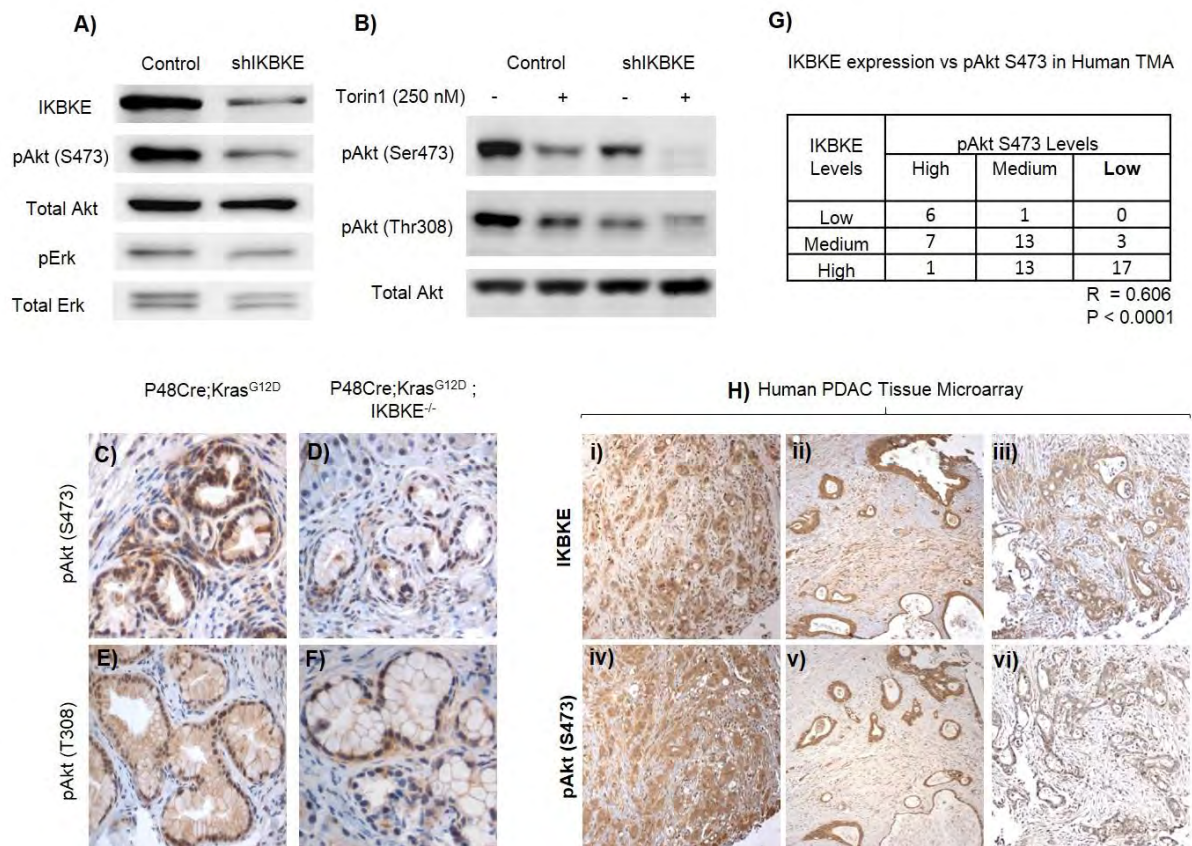 A)
Control shIKBKE
IKBKE
pAkt (S473)
Total Akt
pErk
Total Erk
B)
Control shIKBKE
Torin1 (250 nM) - + - +
pAkt (Ser473)
pAkt (Thr308)
Total Akt
G)
IKBKE expression vs pAkt S473 in Human TMA
IKBKE Levels
pAkt S473 Levels
High Medium Low
Low 6 1 0
Medium 7 13 3
High 1 13 17
R = 0.606
P < 0.0001
P48Cre;KrasG12D
P48Cre;KrasG12D ;
IKBKE-/-
pAkt (S473)
C)
D)
pAkt (T308)
E)
F)
H) Human PDAC Tissue Microarray
IKBKE
i)
ii)
iii)
pAkt (S473)
iv)
v)
vi)